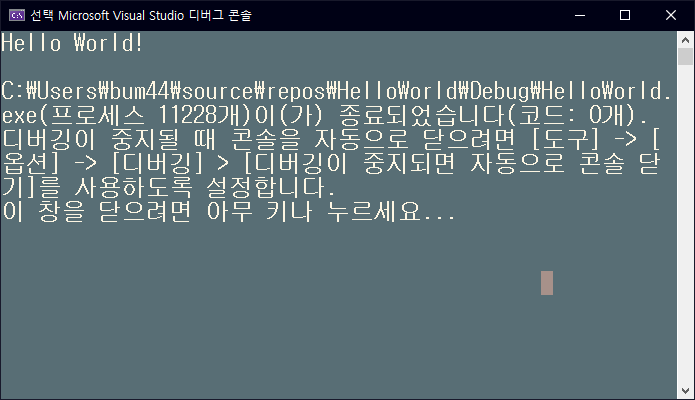 선택 Microsoft Visual Studio 디버그 콘솔
Hello World!
C:₩Users₩bum44₩source₩repos₩HelloWorld₩Debug₩HelloWorld.
exe(프로세스 11228개)이(가) 종료되었습니다(코드: 0개).
디버깅이 중지될 때 콘솔을 자동으로 닫으려면 [도구] -> [
옵션] -> [디버깅] > [디버깅이 중지되면 자동으로 콘솔 닫
기]를 사용하도록 설정합니다.
이 창을 닫으려면 아무 키나 누르세요...